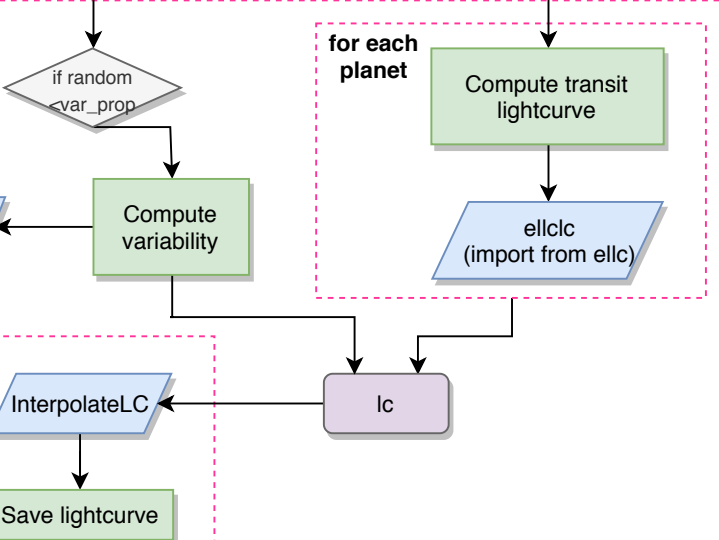 for each
planet
Compute transit
lightcurve
if random
<var_prop
Compute
variability
ellclc
(import from ellc)
InterpolateLC
lc
Save lightcurve